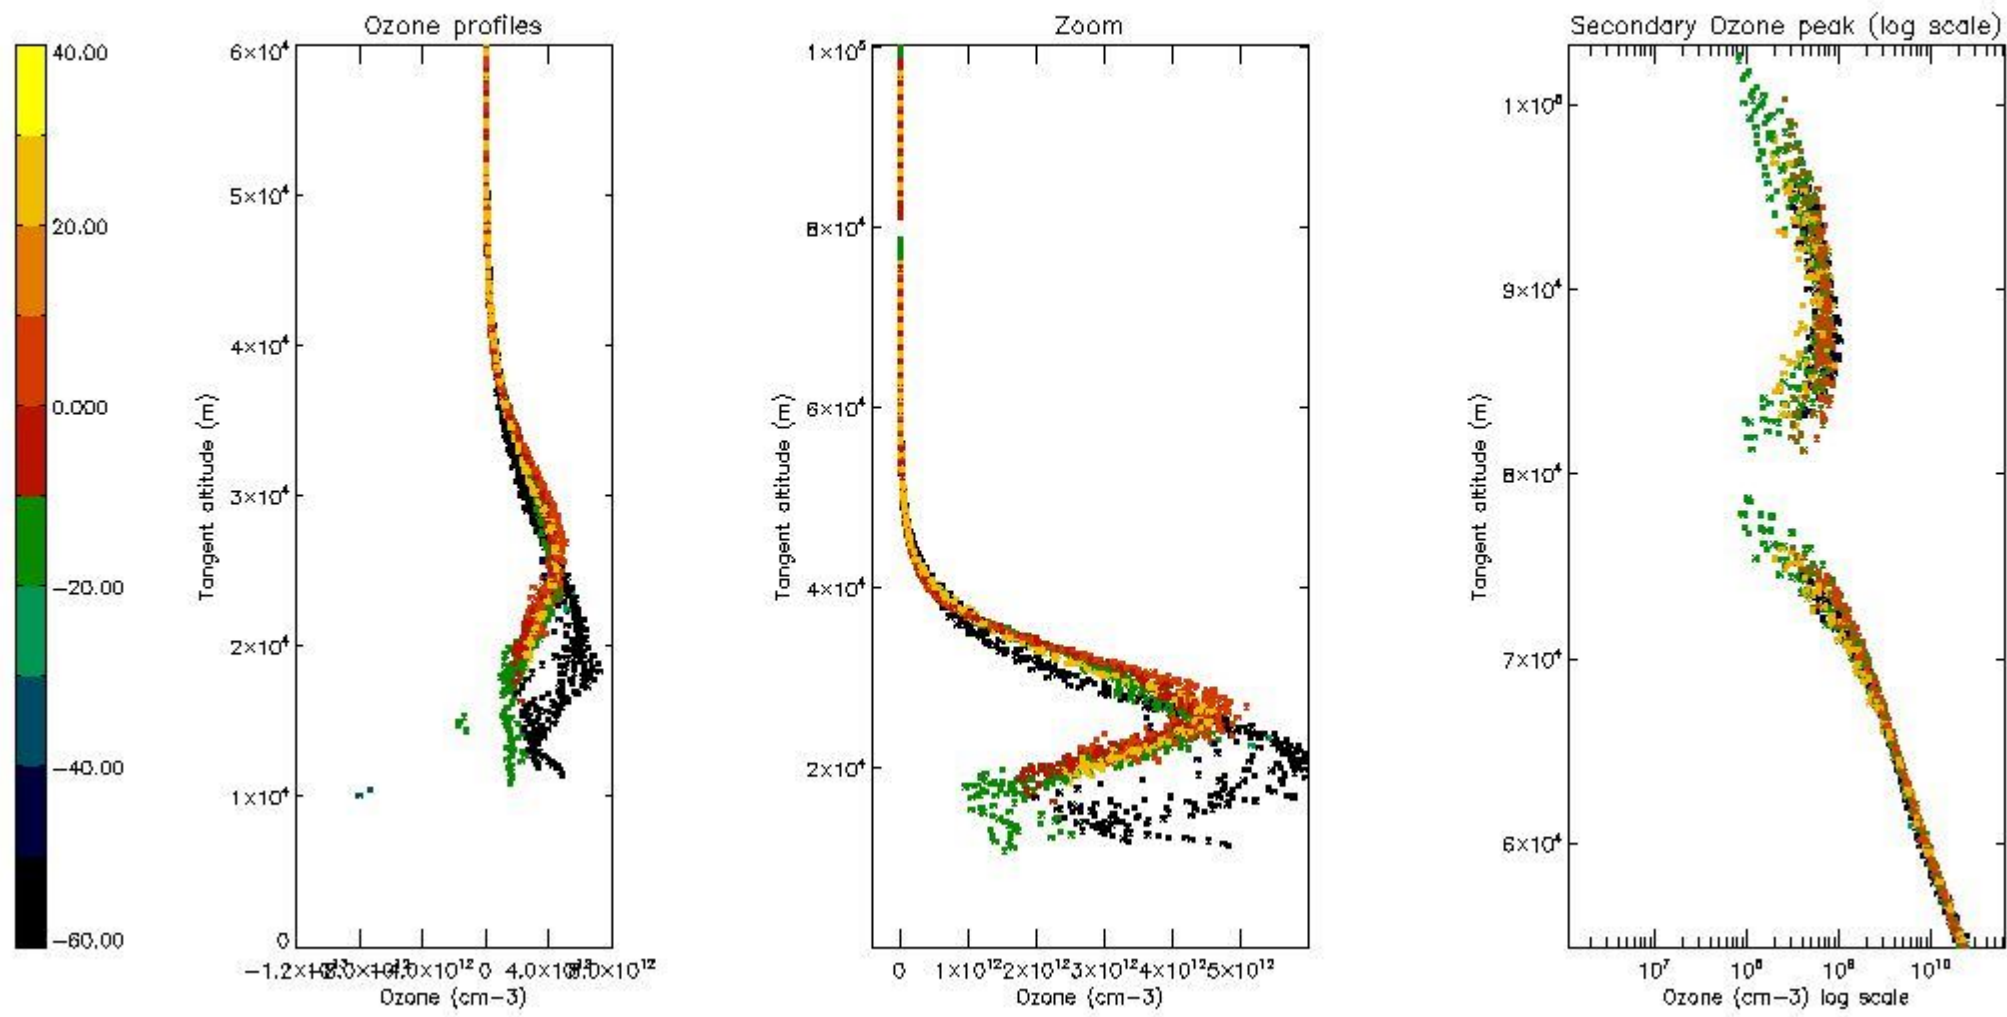 Ozone profiles
Zoom
Secondary Ozone peak (log scale)
40.00
20.00
0.000
−20.00
−40.00
−60.00
6×10⁴
5×10⁴
4×10⁴
3×10⁴
2×10⁴
1×10⁴
0
Tangent altitude (m)
0
Ozone (cm−3)
1×10⁵
8×10⁴
6×10⁴
4×10⁴
2×10⁴
Tangent altitude (m)
0 1×10¹² 2×10¹² 3×10¹² 4×10¹² 5×10¹²
Ozone (cm−3)
9×10⁴
8×10⁴
7×10⁴
6×10⁴
Tangent altitude (m)
10⁷ 10⁸ 10⁹ 10¹⁰
Ozone (cm−3) log scale